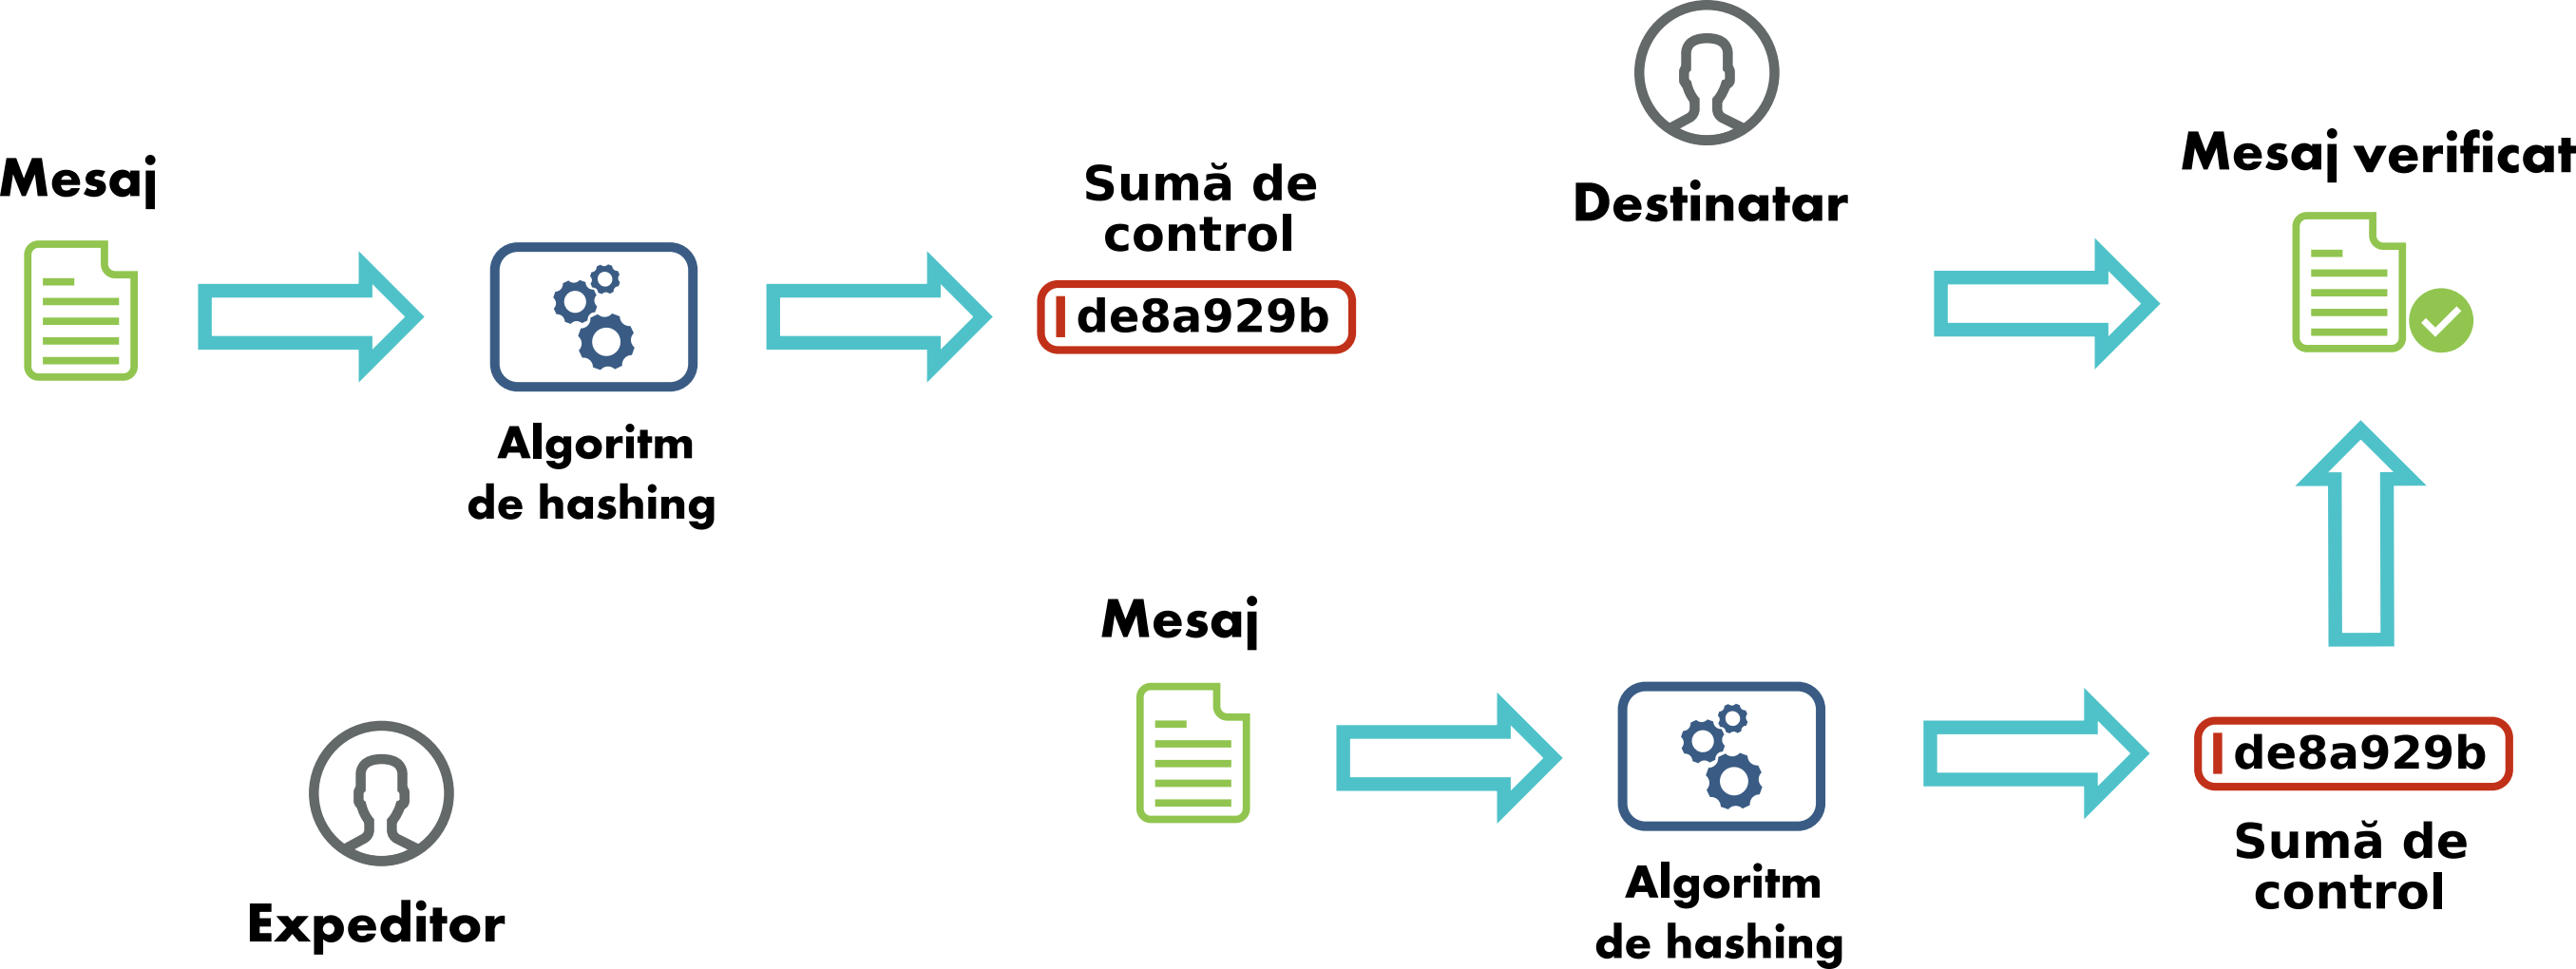 Mesaj
Algoritm
de hashing
Sumă de
control
de8a929b
Expeditor
Destinatar
Mesaj
Algoritm
de hashing
de8a929b
Sumă de
control
Mesaj verificat